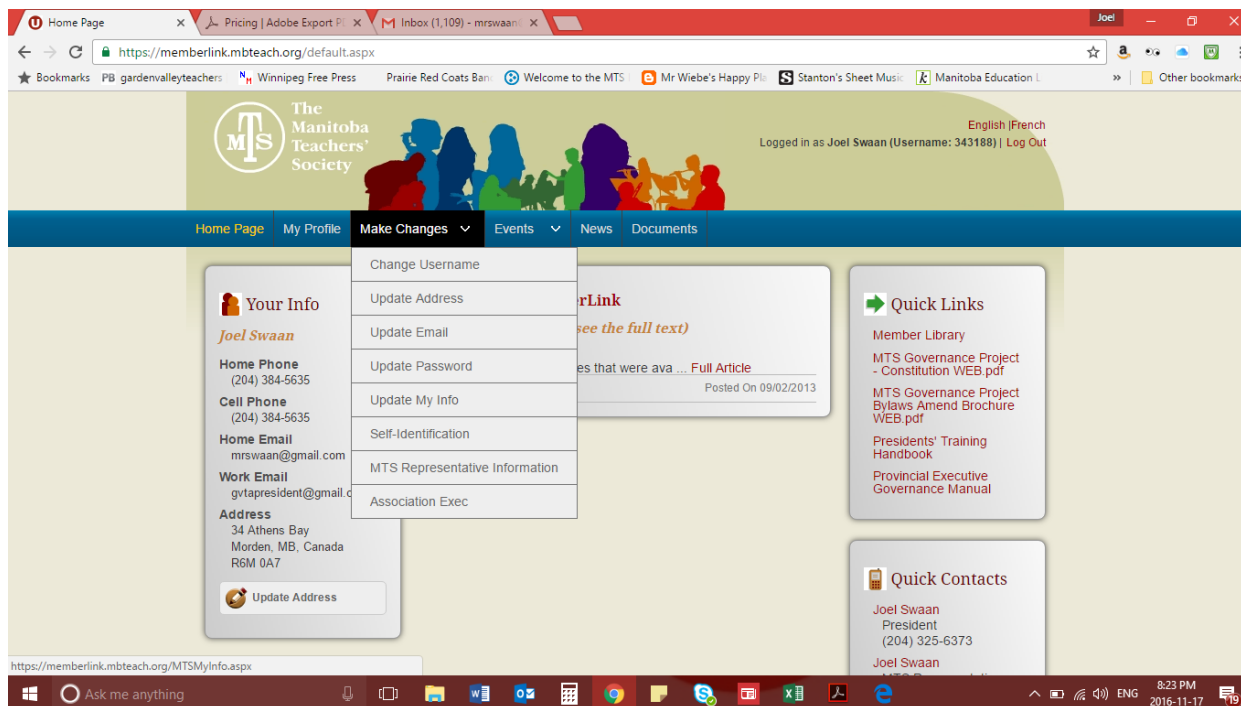 Home Page
Pricing | Adobe Export P
Inbox (1,109) - mrswaan
Joel
https://memberlink.mbteach.org/default.aspx
Bookmarks PB gardenvalleyteachers Winnipeg Free Press Prairie Red Coats Ban Welcome to the MTS Mr Wiebe's Happy Pl Stanton's Sheet Music Manitoba Education » Other bookmarks
The
Manitoba
Teachers'
Society
MTS
English |French
Logged in as Joel Swaan (Username: 343188) | Log Out
Home Page My Profile Make Changes Events News Documents
Change Username
Update Address
Update Email
Update Password
Update My Info
Self-Identification
MTS Representative Information
Association Exec
Your Info
Joel Swaan
Home Phone
(204) 384-5635
Cell Phone
(204) 384-5635
Home Email
mrswaan@gmail.com
Work Email
gvtapresident@gmail.c
Address
34 Athens Bay
Morden, MB, Canada
R6M 0A7
Update Address
rLink
see the full text)
es that were ava ... Full Article
Posted On 09/02/2013
Quick Links
Member Library
MTS Governance Project
- Constitution WEB.pdf
MTS Governance Project
Bylaws Amend Brochure
WEB.pdf
Presidents' Training
Handbook
Provincial Executive
Governance Manual
Quick Contacts
Joel Swaan
President
(204) 325-6373
Joel Swaan
https://memberlink.mbteach.org/MTSMyInfo.aspx
Ask me anything
ENG
8:23 PM
2016-11-17
19